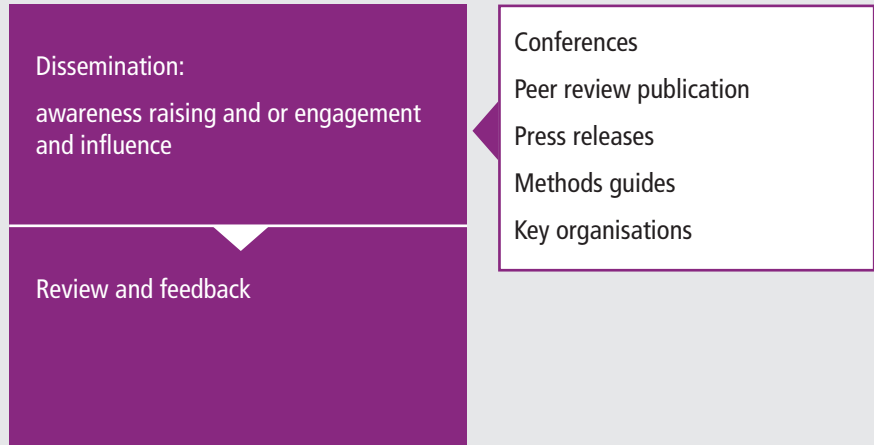 Dissemination:
awareness raising and or engagement
and influence
Conferences
Peer review publication
Press releases
Methods guides
Key organisations
Review and feedback